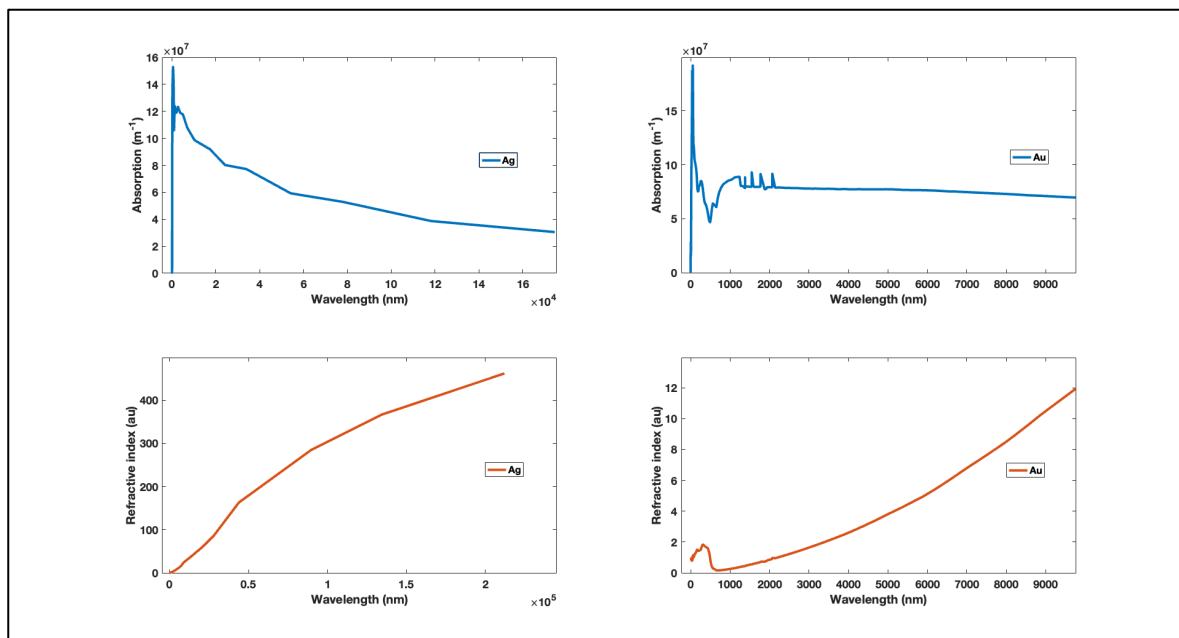 ×10⁷
16
14
12
10
8
6
4
2
0
Absorption (m⁻¹)
Ag
0 2 4 6 8 10 12 14 16
Wavelength (nm)
×10⁴
×10⁷
15
10
5
0
Absorption (m⁻¹)
Au
0 1000 2000 3000 4000 5000 6000 7000 8000 9000
Wavelength (nm)
400
300
200
100
0
Refractive index (au)
Ag
0 0.5 1 1.5 2
Wavelength (nm)
×10⁵
12
10
8
6
4
2
0
Refractive index (au)
Au
0 1000 2000 3000 4000 5000 6000 7000 8000 9000
Wavelength (nm)